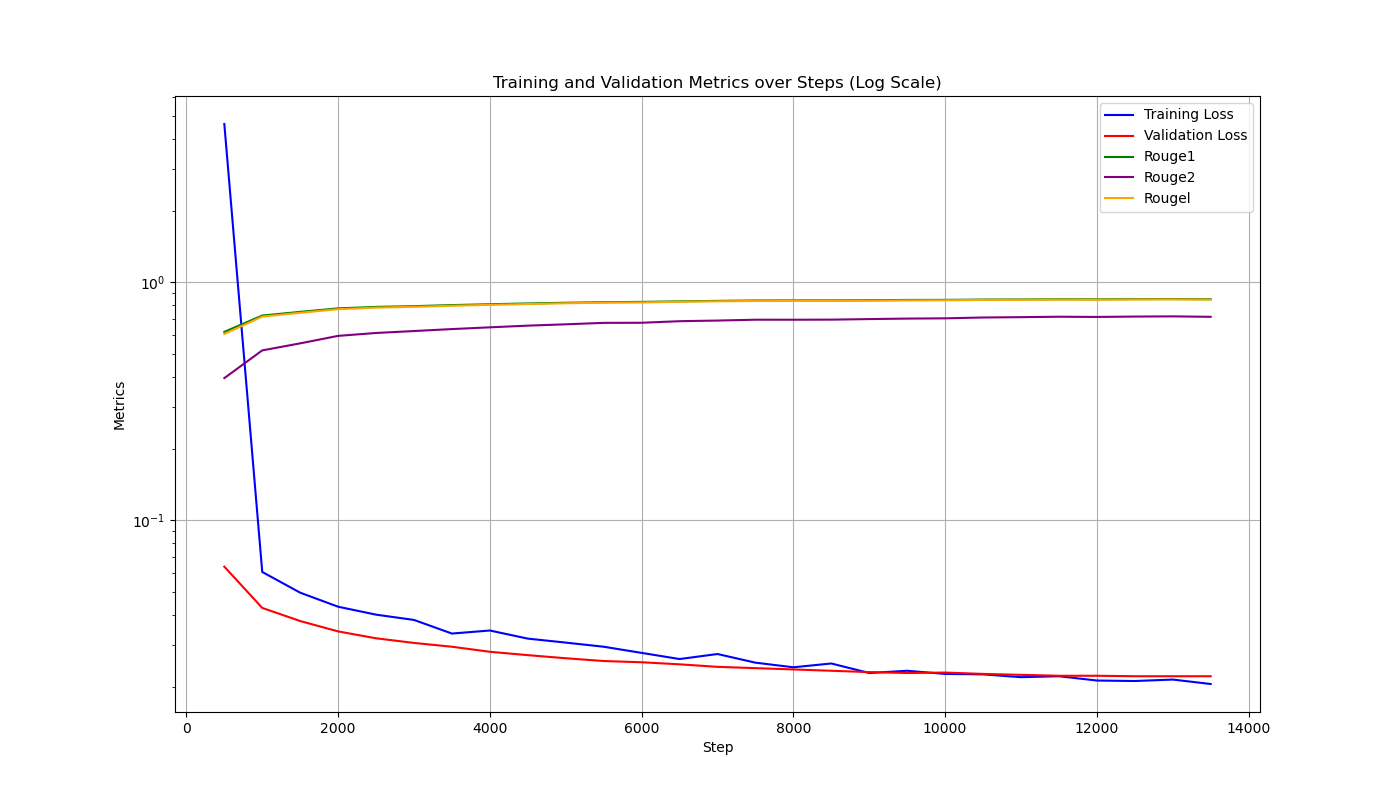 Training and Validation Metrics over Steps (Log Scale)
Training Loss
Validation Loss
Rouge1
Rouge2
Rougel
10⁰
10⁻¹
Metrics
0 2000 4000 6000 8000 10000 12000 14000
Step